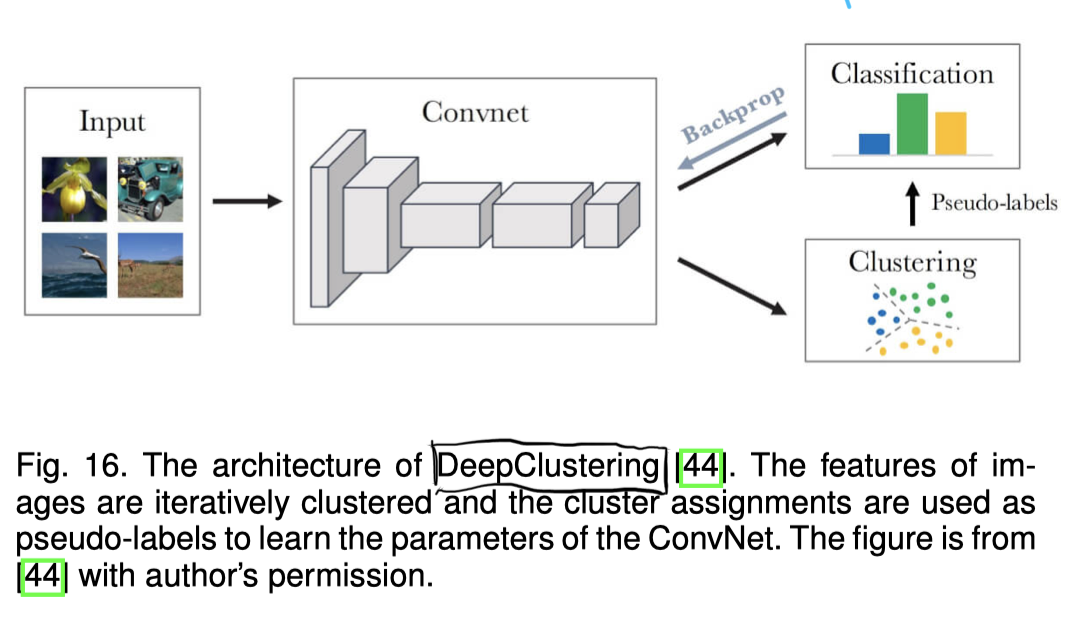 Input
Convnet
Backprop
Classification
Pseudo-labels
Clustering
Fig. 16. The architecture of DeepClustering [44]. The features of im-
ages are iteratively clustered and the cluster assignments are used as
pseudo-labels to learn the parameters of the ConvNet. The figure is from
[44] with author's permission.